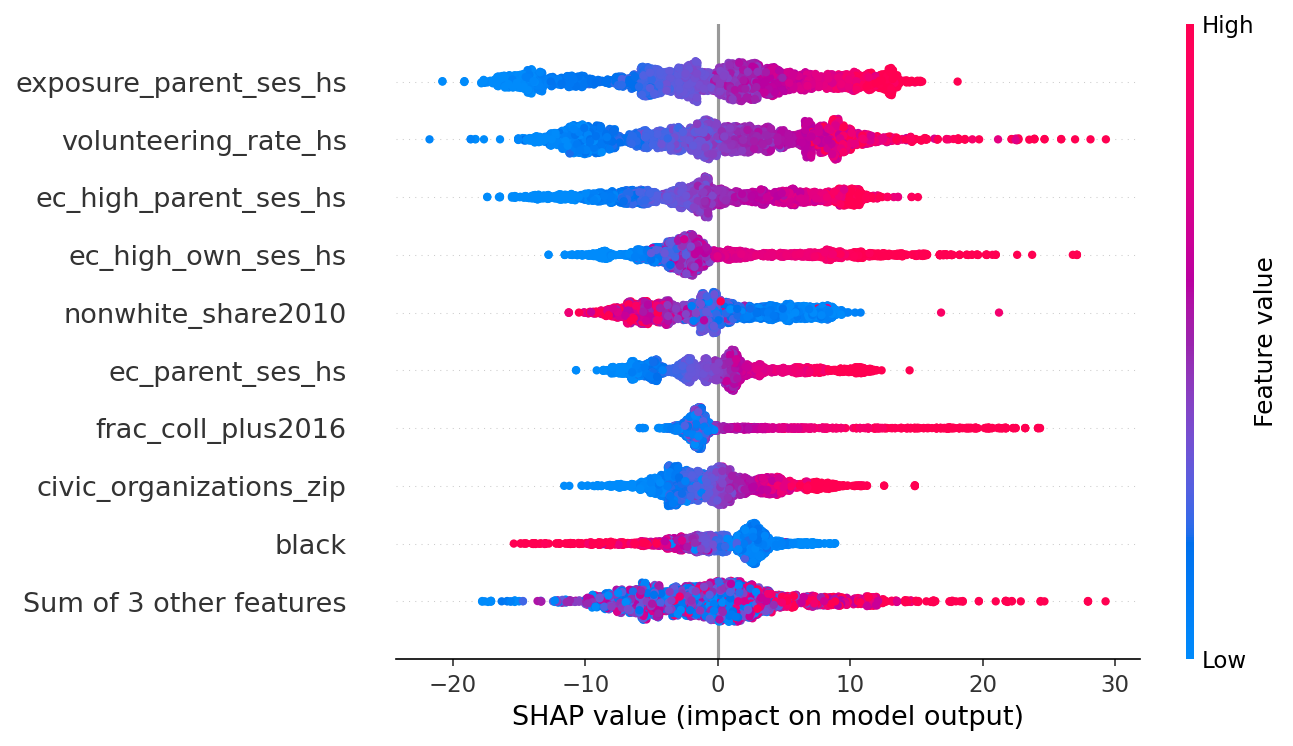 High
exposure_parent_ses_hs
volunteering_rate_hs
ec_high_parent_ses_hs
ec_high_own_ses_hs
nonwhite_share2010
ec_parent_ses_hs
frac_coll_plus2016
civic_organizations_zip
black
Sum of 3 other features
Feature value
Low
−20 −10 0 10 20 30
SHAP value (impact on model output)